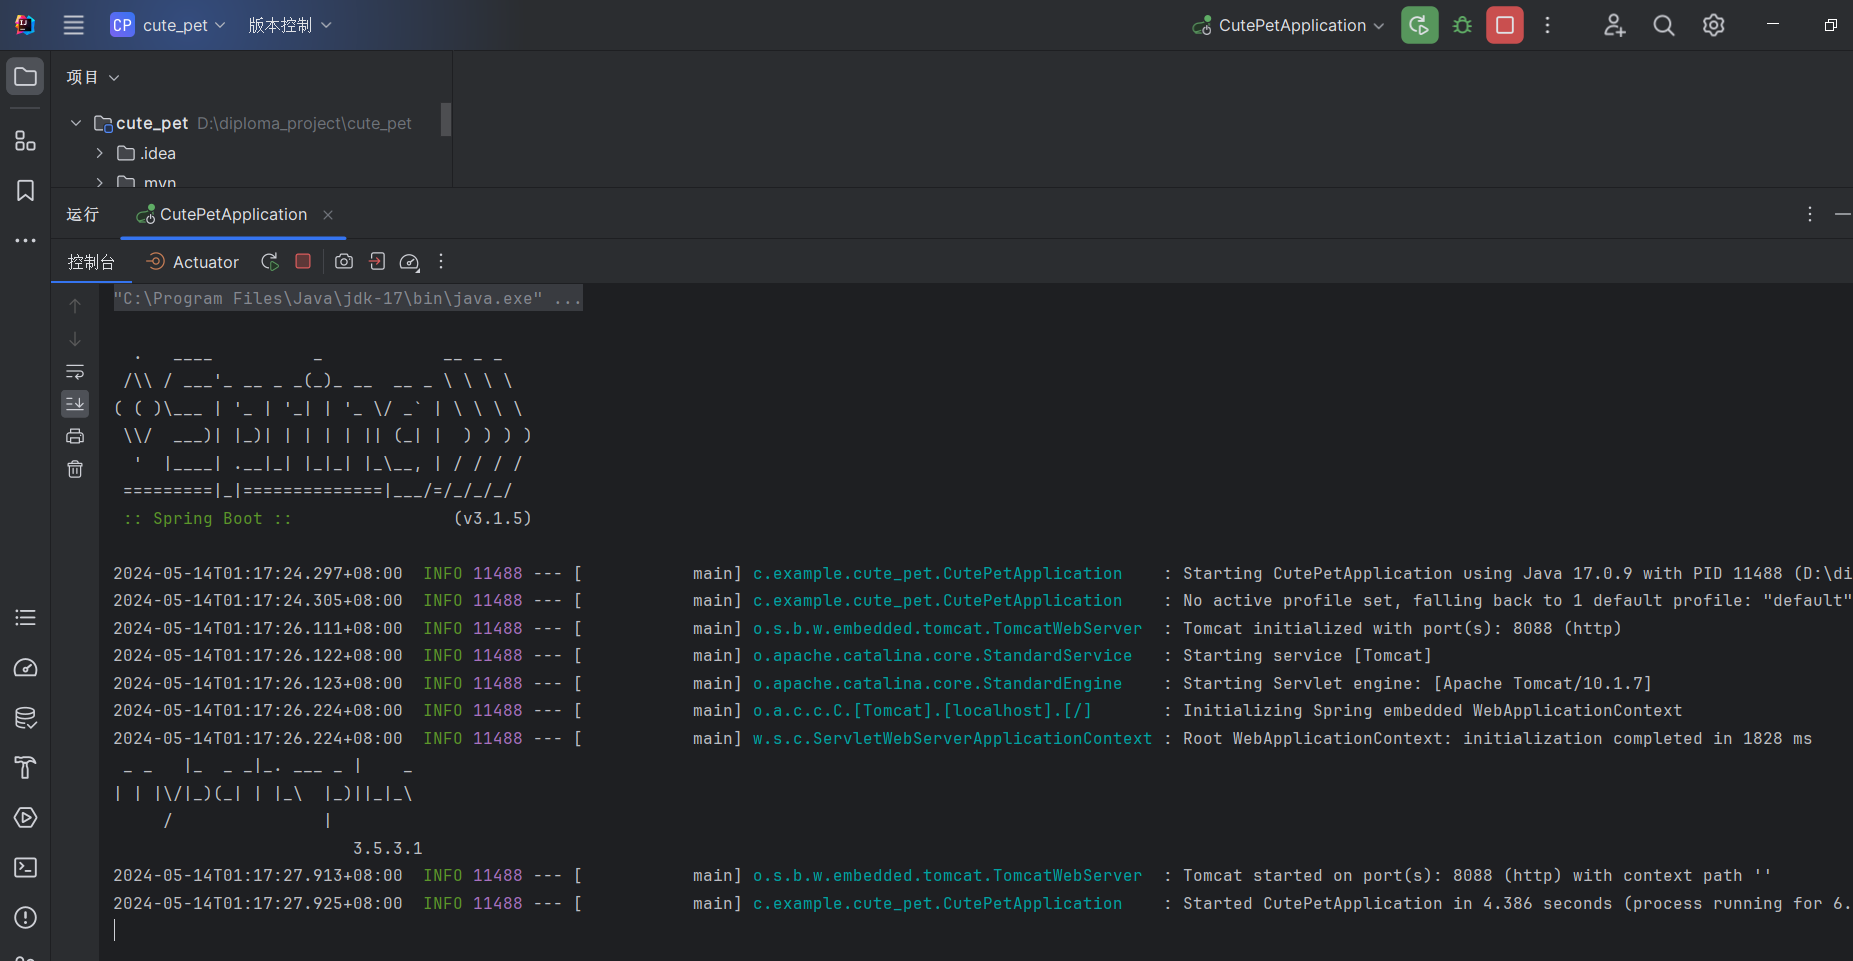 CP cute_pet 版本控制 CutePetApplication
项目
cute_pet D:\diploma_project\cute_pet
.idea
.mvn
运行 CutePetApplication
控制台 Actuator
"C:\Program Files\Java\jdk-17\bin\java.exe" ...
:: Spring Boot :: (v3.1.5)
2024-05-14T01:17:24.297+08:00 INFO 11488 --- [ main] c.example.cute_pet.CutePetApplication : Starting CutePetApplication using Java 17.0.9 with PID 11488 (D:\di
2024-05-14T01:17:24.305+08:00 INFO 11488 --- [ main] c.example.cute_pet.CutePetApplication : No active profile set, falling back to 1 default profile: "default"
2024-05-14T01:17:26.111+08:00 INFO 11488 --- [ main] o.s.b.w.embedded.tomcat.TomcatWebServer : Tomcat initialized with port(s): 8088 (http)
2024-05-14T01:17:26.122+08:00 INFO 11488 --- [ main] o.apache.catalina.core.StandardService : Starting service [Tomcat]
2024-05-14T01:17:26.123+08:00 INFO 11488 --- [ main] o.apache.catalina.core.StandardEngine : Starting Servlet engine: [Apache Tomcat/10.1.7]
2024-05-14T01:17:26.224+08:00 INFO 11488 --- [ main] o.a.c.c.C.[Tomcat].[localhost].[/] : Initializing Spring embedded WebApplicationContext
2024-05-14T01:17:26.224+08:00 INFO 11488 --- [ main] w.s.c.ServletWebServerApplicationContext : Root WebApplicationContext: initialization completed in 1828 ms
3.5.3.1
2024-05-14T01:17:27.913+08:00 INFO 11488 --- [ main] o.s.b.w.embedded.tomcat.TomcatWebServer : Tomcat started on port(s): 8088 (http) with context path ''
2024-05-14T01:17:27.925+08:00 INFO 11488 --- [ main] c.example.cute_pet.CutePetApplication : Started CutePetApplication in 4.386 seconds (process running for 6.